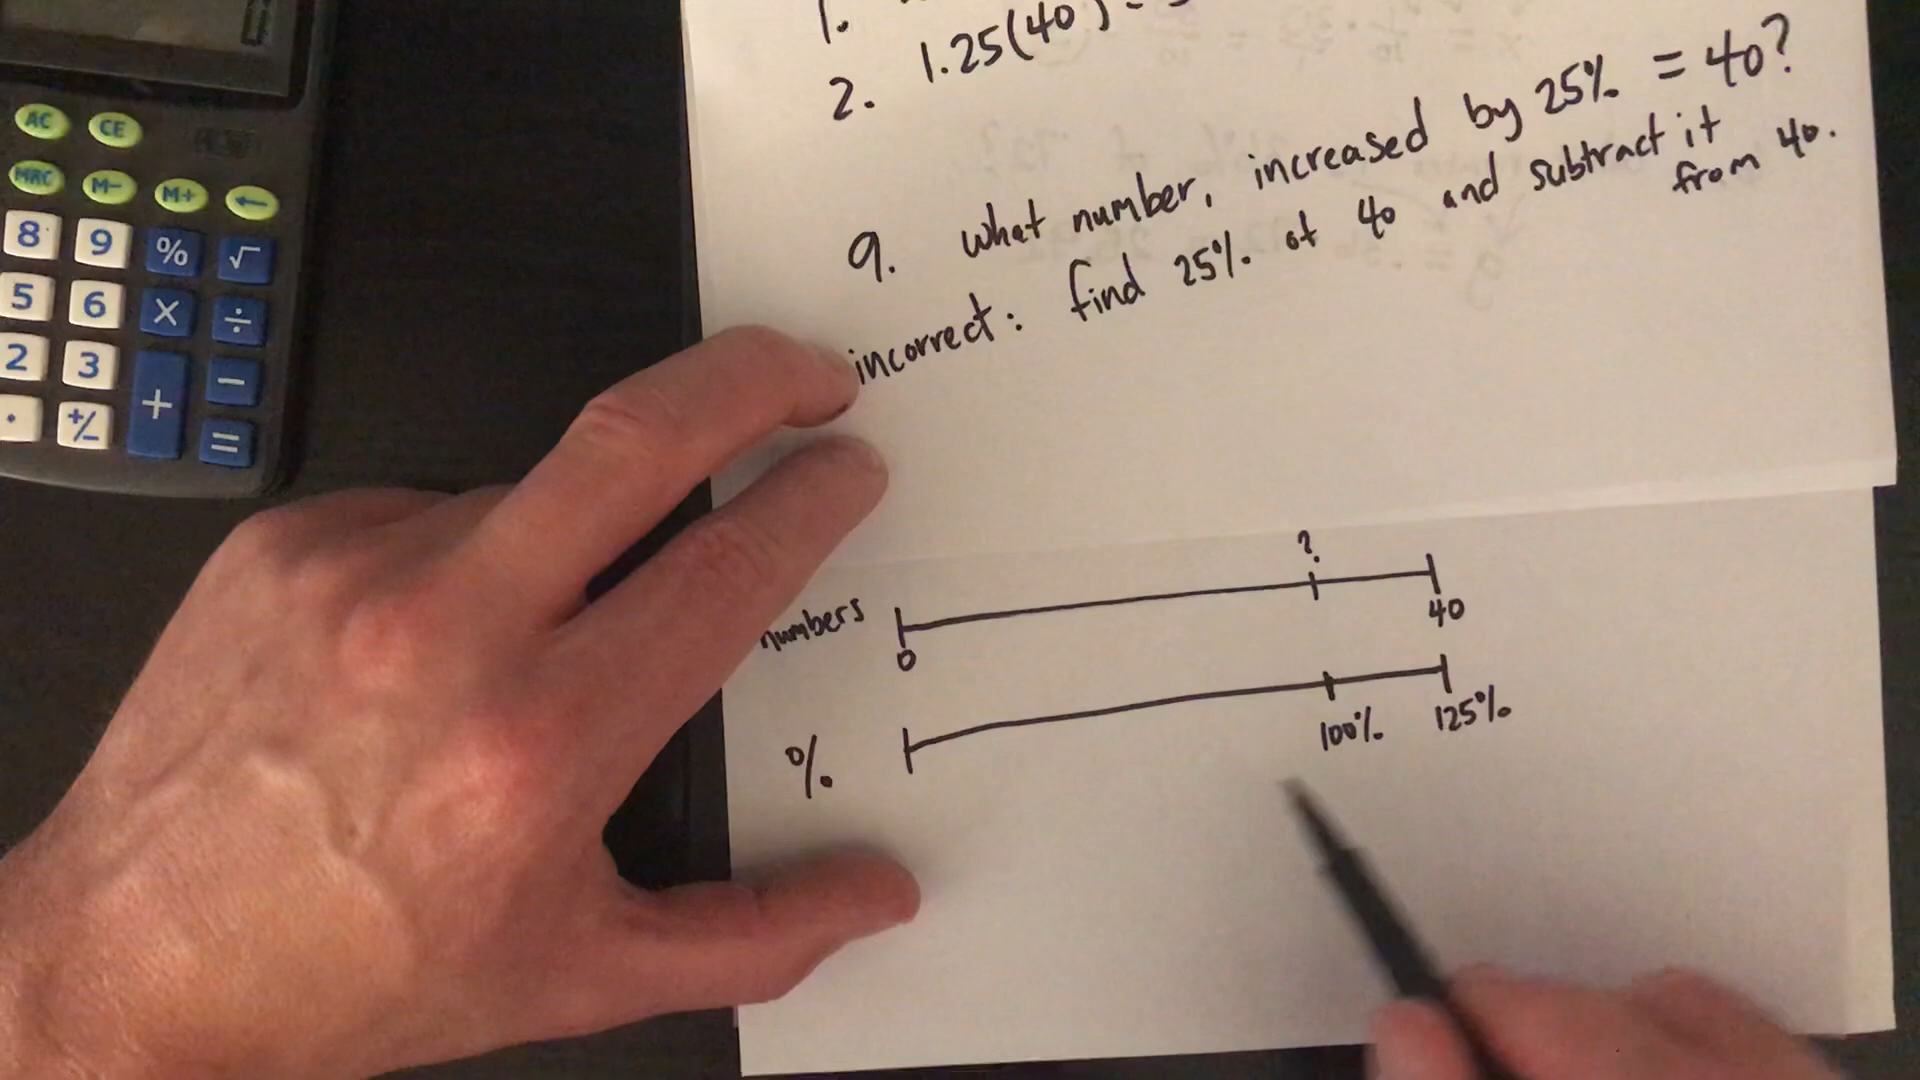 1.
2. 1.25(40)
9. what number, increased by 25% = 40?
incorrect: find 25% of 40 and subtract it
from 40.
numbers
?
0
40
%
100%
125%
AC CE
MRC M- M+ ←
8 9 % √
5 6 X ÷
2 3 + −
. +/− =